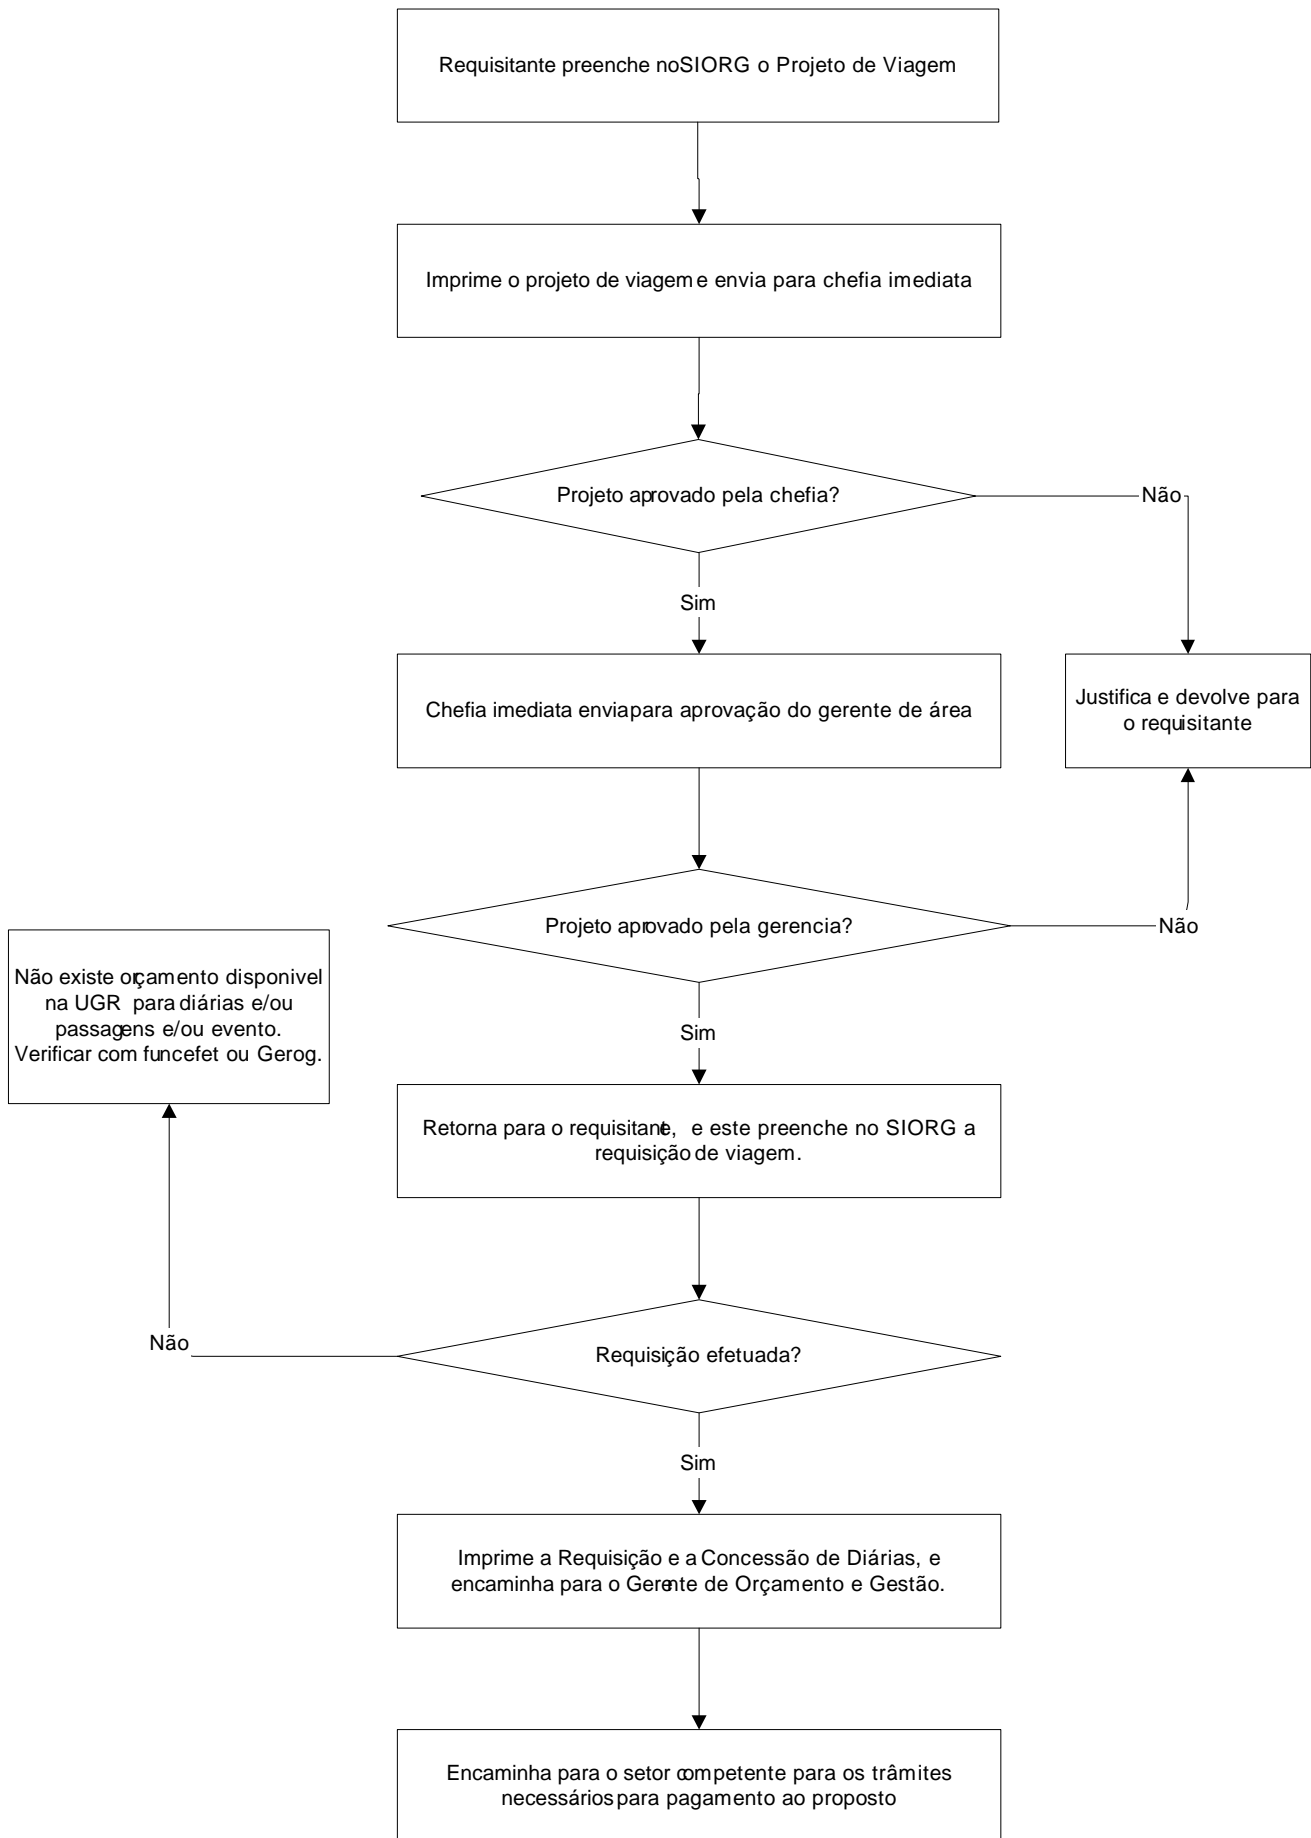 Requisitante preenche no SIORG o Projeto de Viagem
Imprime o projeto de viagem e envia para chefia imediata
Projeto aprovado pela chefia?
Não
Sim
Chefia imediata envia para aprovação do gerente de área
Justifica e devolve para
o requisitante
Projeto aprovado pela gerencia?
Não
Não existe orçamento disponivel
na UGR para diárias e/ou
passagens e/ou evento.
Verificar com funcefet ou Gerog.
Sim
Retorna para o requisitante, e este preenche no SIORG a
requisição de viagem.
Não
Requisição efetuada?
Sim
Imprime a Requisição e a Concessão de Diárias, e
encaminha para o Gerente de Orçamento e Gestão.
Encaminha para o setor competente para os trâmites
necessários para pagamento ao proposto